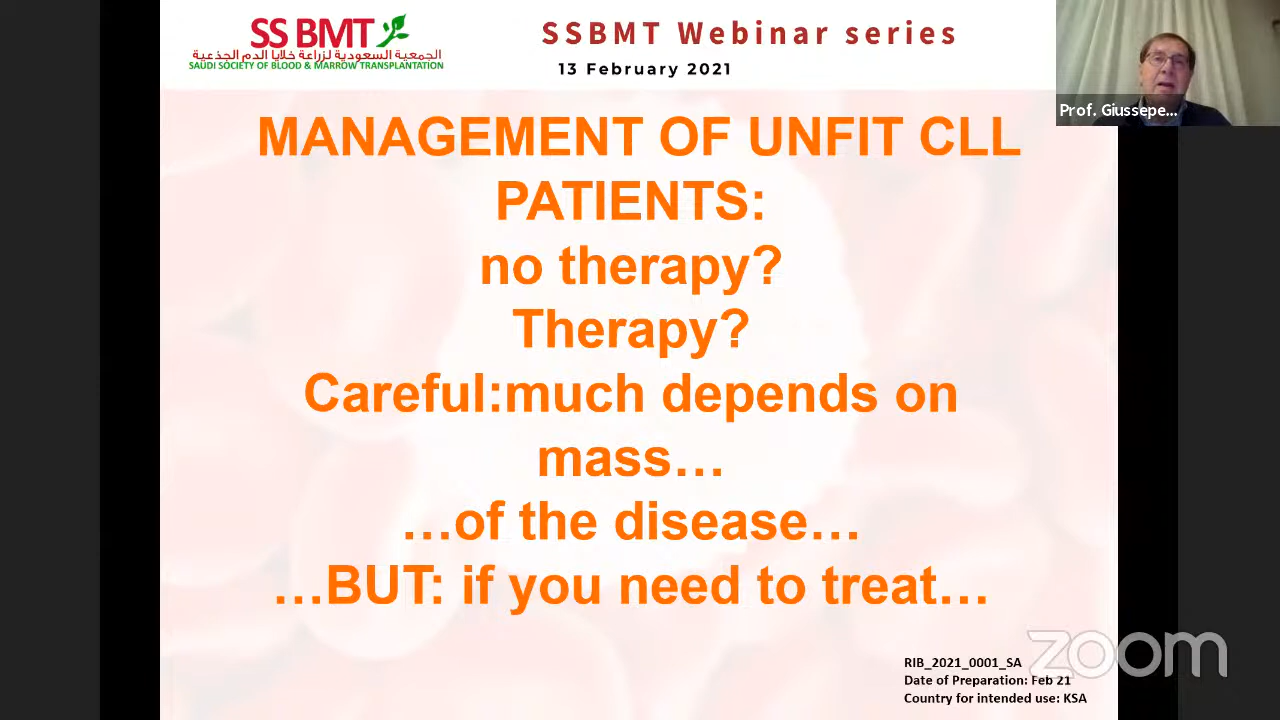 SS BMT
الجمعية السعودية لزراعة خلايا الدم الجذعية
SAUDI SOCIETY OF BLOOD & MARROW TRANSPLANTATION
SSBMT Webinar series
13 February 2021
Prof. Giussepe...
MANAGEMENT OF UNFIT CLL
PATIENTS:
no therapy?
Therapy?
Careful:much depends on
mass…
…of the disease…
…BUT: if you need to treat…
zoom
RIB_2021_0001_SA
Date of Preparation: Feb 21
Country for intended use: KSA